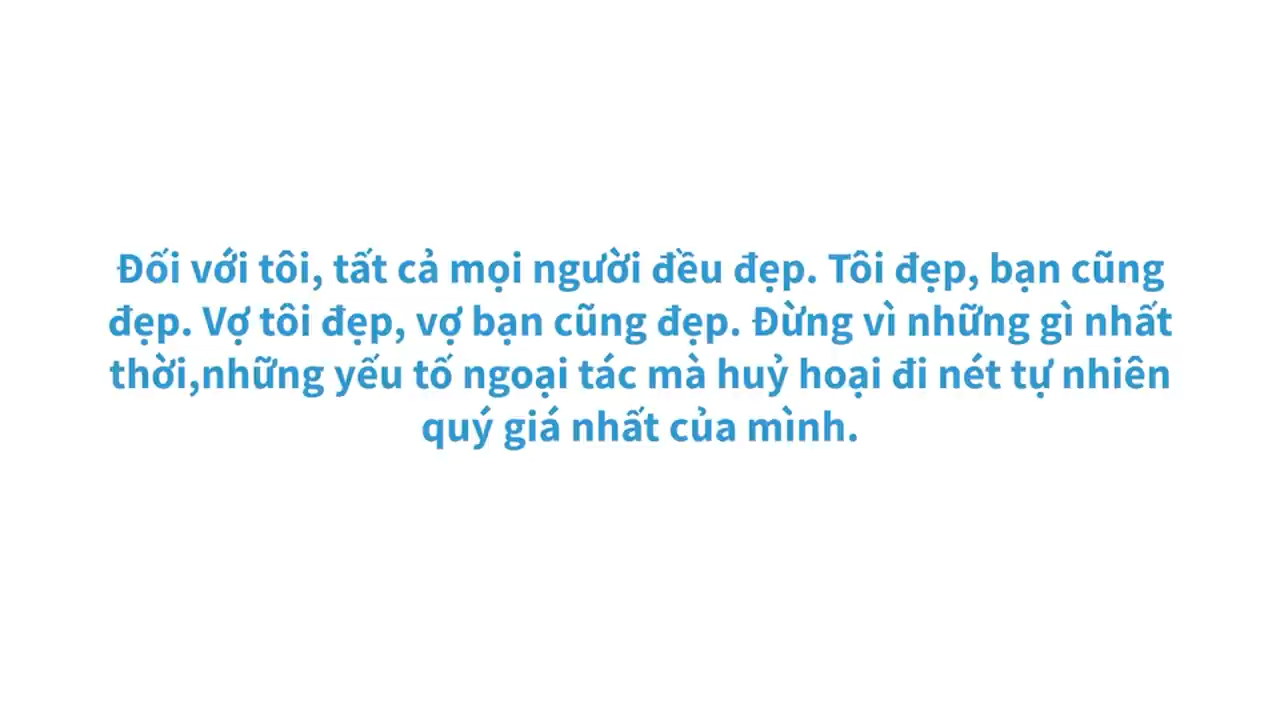 Đối với tôi, tất cả mọi người đều đẹp. Tôi đẹp, bạn cũng
đẹp. Vợ tôi đẹp, vợ bạn cũng đẹp. Đừng vì những gì nhất
thời,những yếu tố ngoại tác mà huỷ hoại đi nét tự nhiên
quý giá nhất của mình.